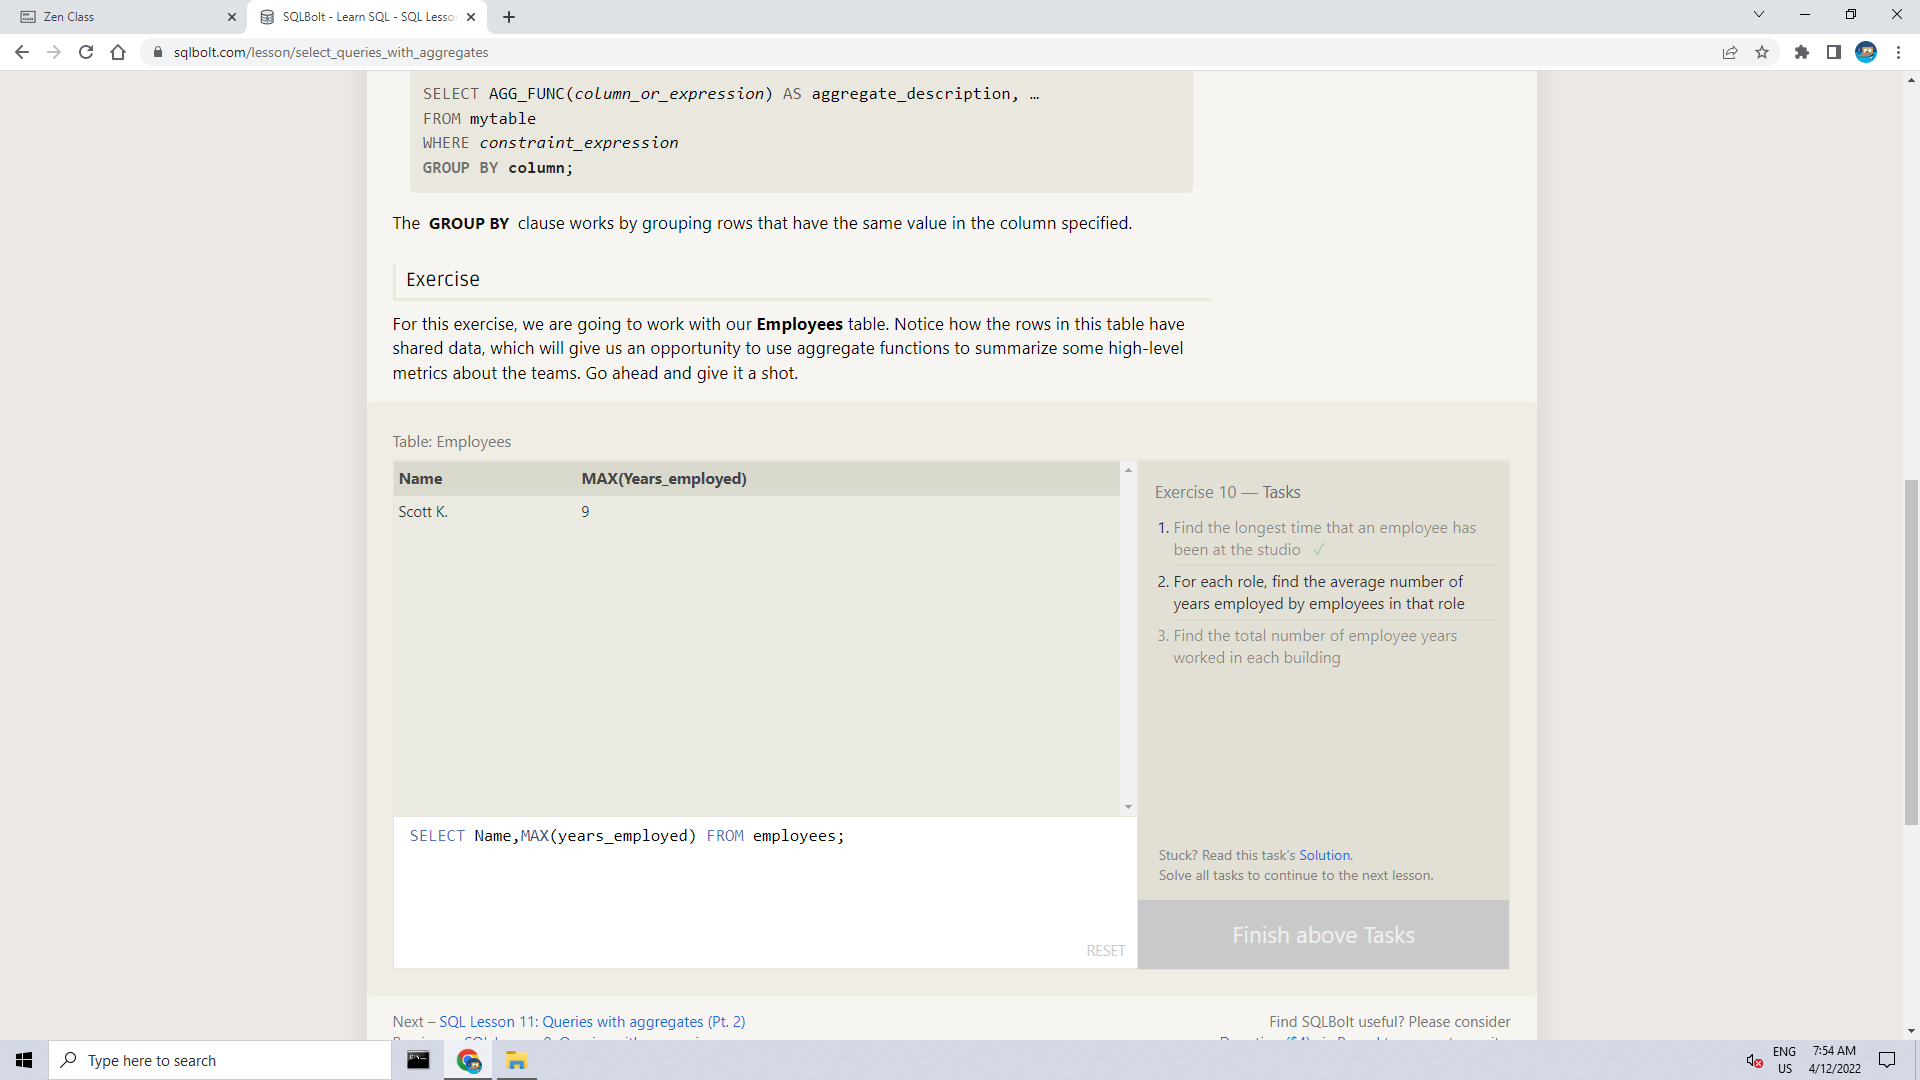 Zen Class
SQLBolt - Learn SQL - SQL Lesso
sqlbolt.com/lesson/select_queries_with_aggregates
SELECT AGG_FUNC(column_or_expression) AS aggregate_description, …
FROM mytable
WHERE constraint_expression
GROUP BY column;
The GROUP BY clause works by grouping rows that have the same value in the column specified.
Exercise
For this exercise, we are going to work with our Employees table. Notice how the rows in this table have
shared data, which will give us an opportunity to use aggregate functions to summarize some high-level
metrics about the teams. Go ahead and give it a shot.
Table: Employees
Name MAX(Years_employed)
Scott K. 9
SELECT Name,MAX(years_employed) FROM employees;
RESET
Exercise 10 — Tasks
1. Find the longest time that an employee has
been at the studio ✓
2. For each role, find the average number of
years employed by employees in that role
3. Find the total number of employee years
worked in each building
Stuck? Read this task's Solution.
Solve all tasks to continue to the next lesson.
Finish above Tasks
Next – SQL Lesson 11: Queries with aggregates (Pt. 2)
Find SQLBolt useful? Please consider
Type here to search
ENG
US
7:54 AM
4/12/2022